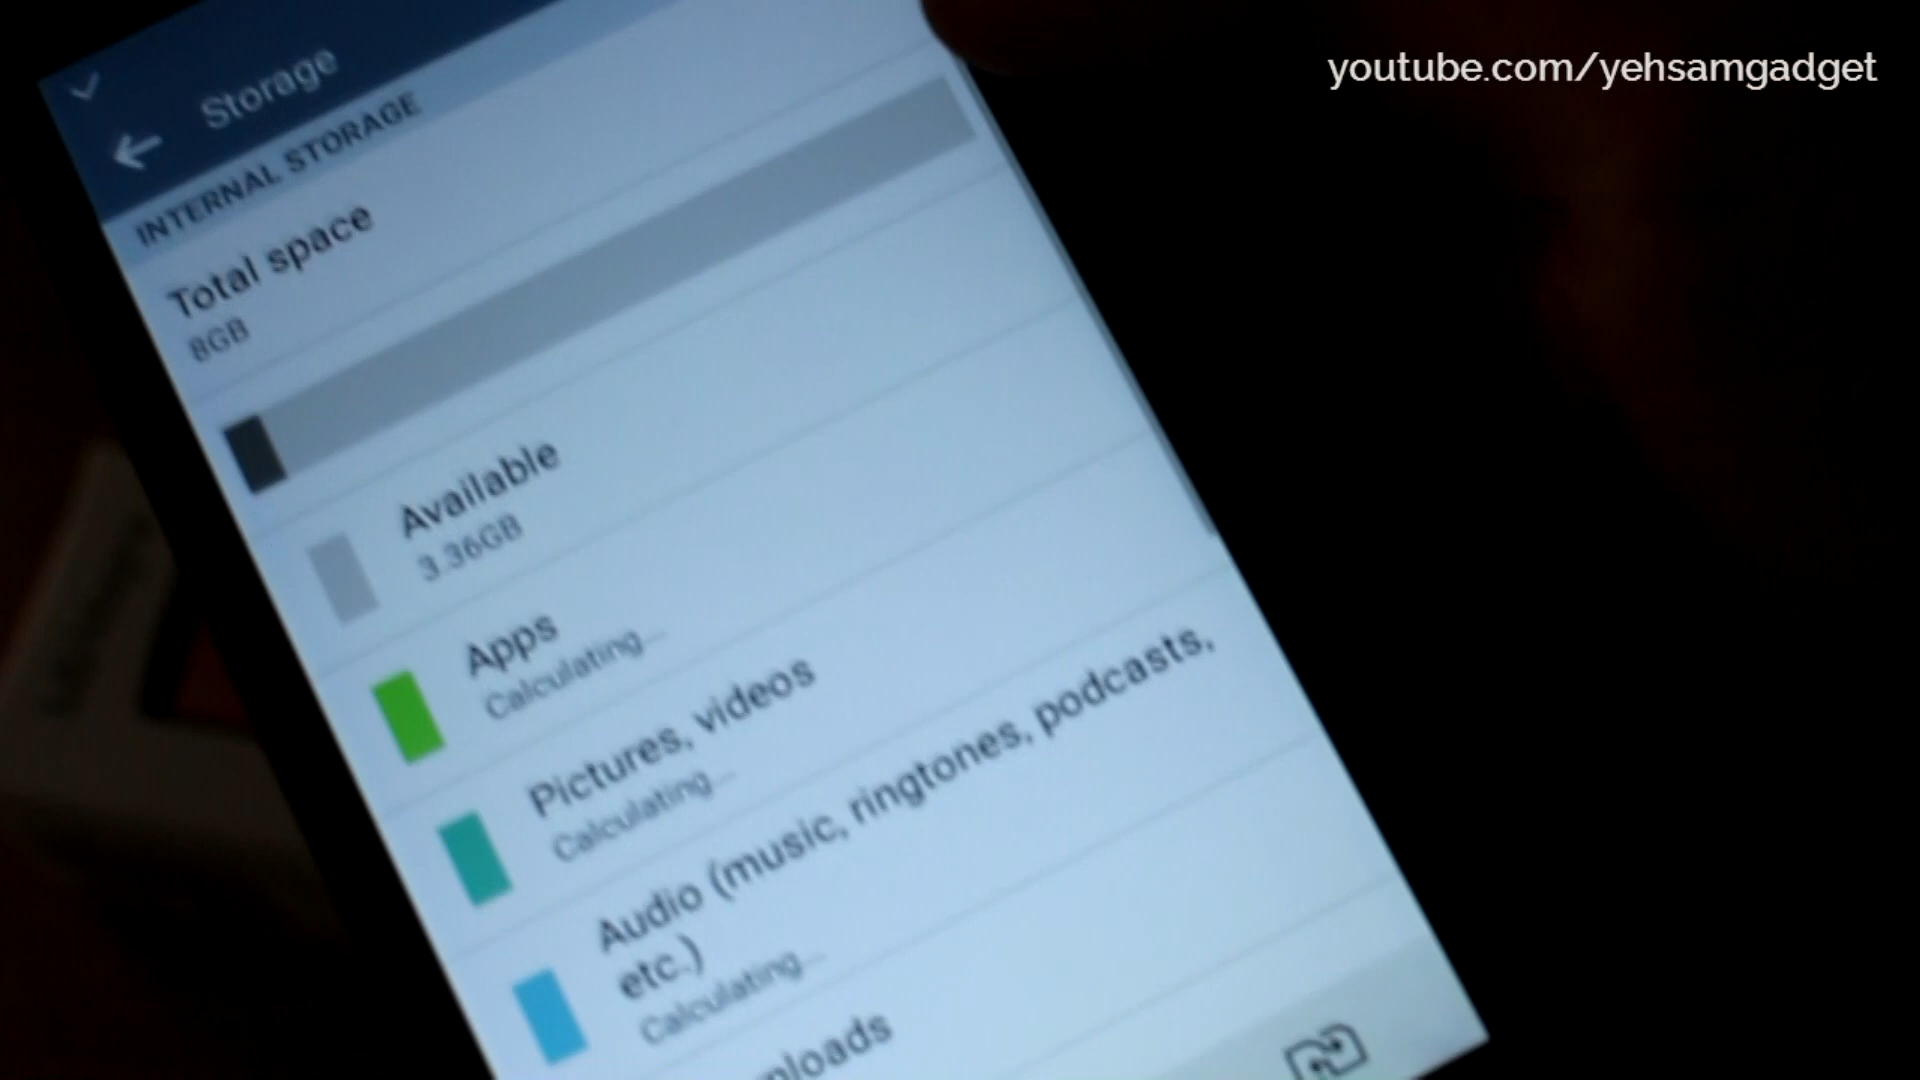 youtube.com/yehsamgadget
Storage
INTERNAL STORAGE
Total space
8GB
Available
3.36GB
Apps
Calculating...
Pictures, videos
Calculating...
Audio (music, ringtones, podcasts,
etc.)
Calculating...
nloads